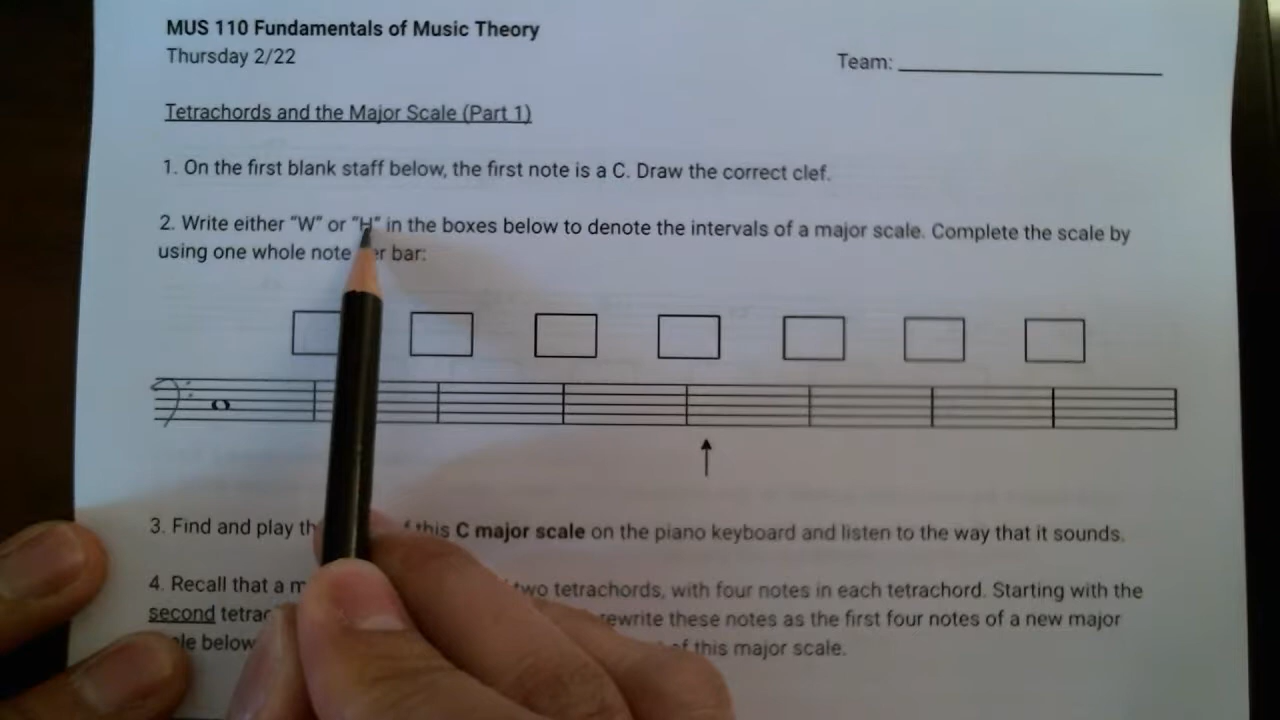 MUS 110 Fundamentals of Music Theory
Thursday 2/22
Team:
Tetrachords and the Major Scale (Part 1)
1. On the first blank staff below, the first note is a C. Draw the correct clef.
2. Write either “W” or “H” in the boxes below to denote the intervals of a major scale. Complete the scale by
using one whole note bar:
3. Find and play this C major scale on the piano keyboard and listen to the way that it sounds.
4. Recall that a two tetrachords, with four notes in each tetrachord. Starting with the
second rewrite these notes as the first four notes of a new major
below of this major scale.